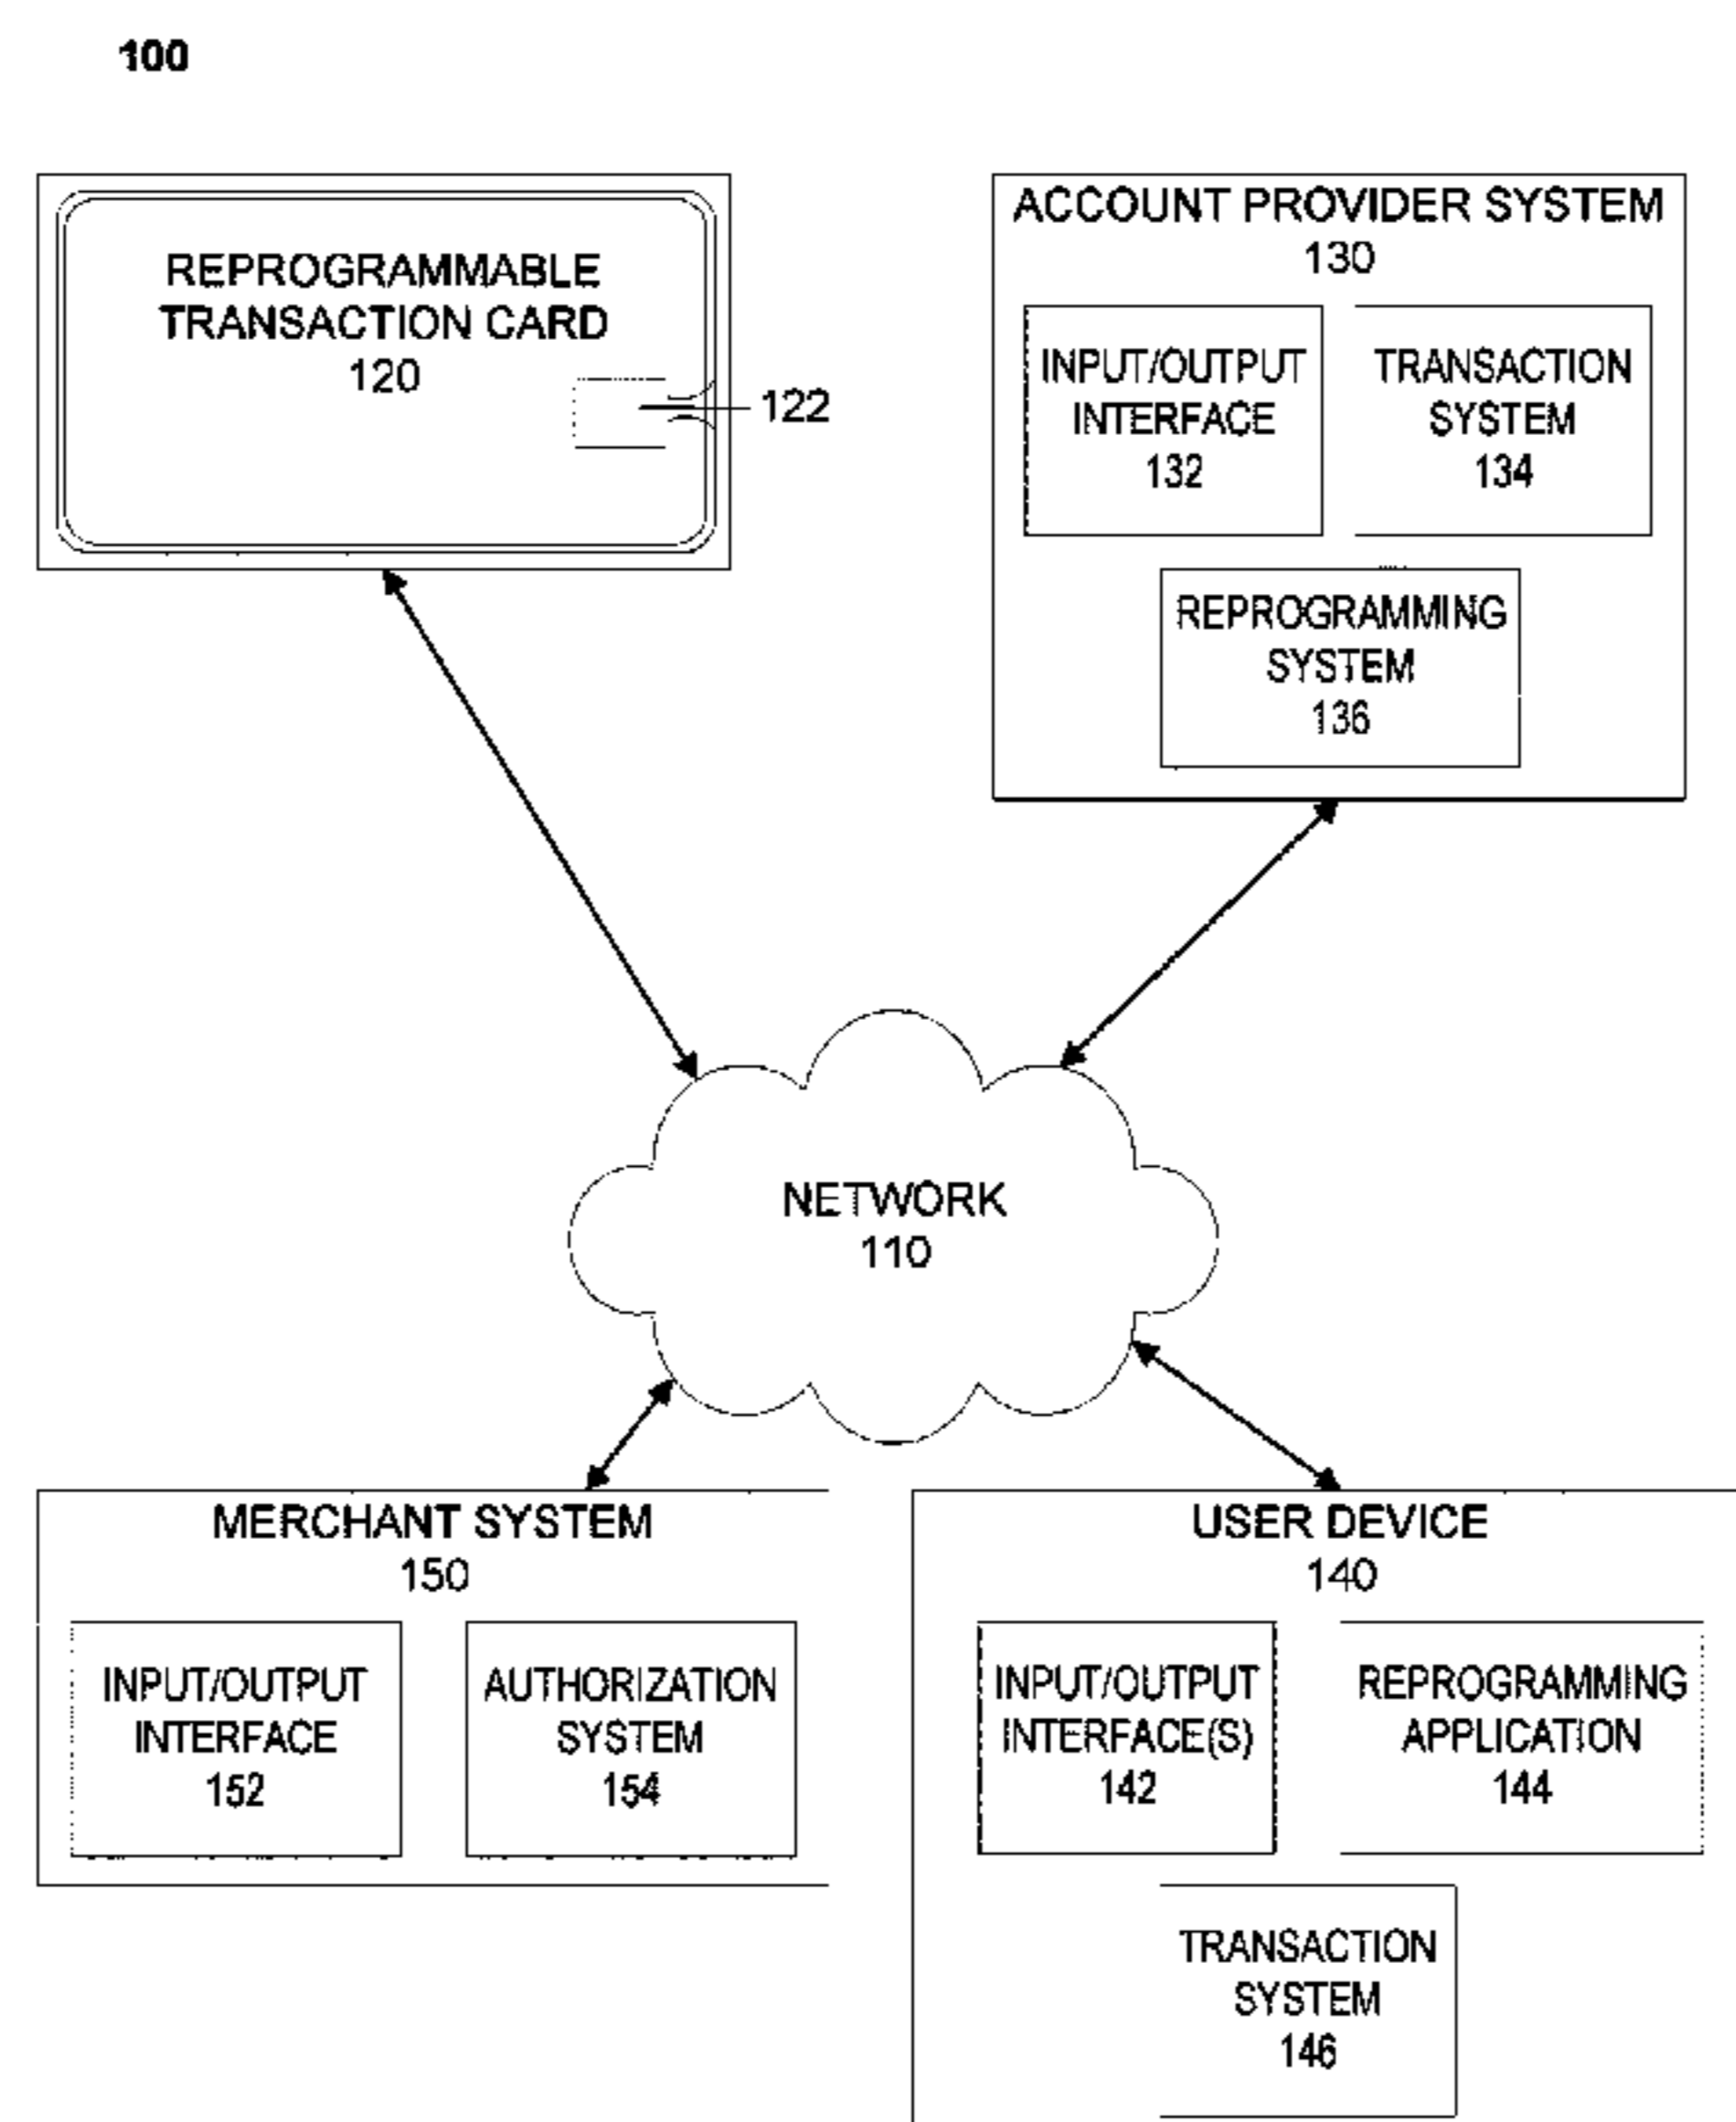 100
REPROGRAMMABLE
TRANSACTION CARD
120
122
ACCOUNT PROVIDER SYSTEM
130
INPUT/OUTPUT
INTERFACE
132
TRANSACTION
SYSTEM
134
REPROGRAMMING
SYSTEM
136
NETWORK
110
MERCHANT SYSTEM
150
INPUT/OUTPUT
INTERFACE
152
AUTHORIZATION
SYSTEM
154
USER DEVICE
140
INPUT/OUTPUT
INTERFACE(S)
142
REPROGRAMMING
APPLICATION
144
TRANSACTION
SYSTEM
146